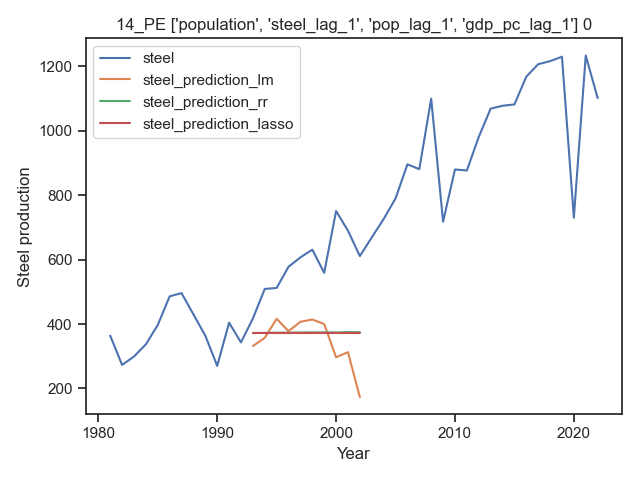 14_PE ['population', 'steel_lag_1', 'pop_lag_1', 'gdp_pc_lag_1'] 0
steel
steel_prediction_lm
steel_prediction_rr
steel_prediction_lasso
Steel production
1200
1000
800
600
400
200
1980
1990
2000
2010
2020
Year